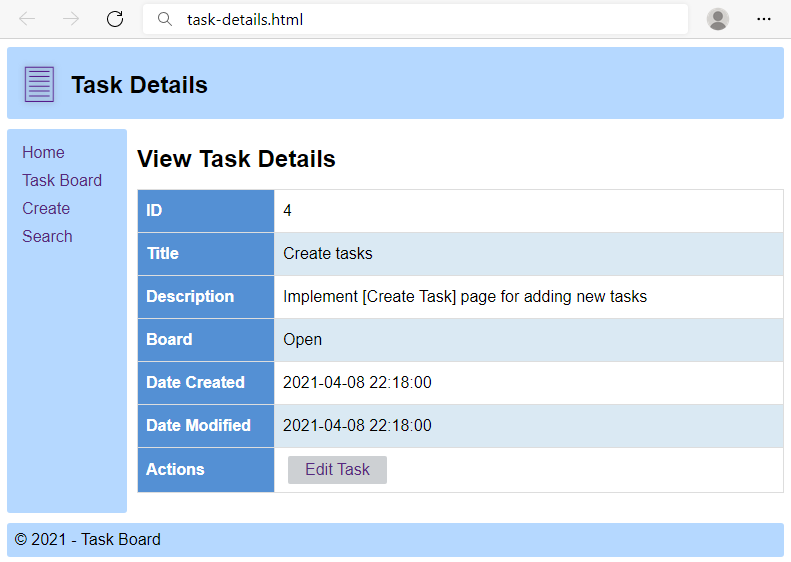 task-details.html
Task Details
Home
Task Board
Create
Search
View Task Details
ID 4
Title Create tasks
Description Implement [Create Task] page for adding new tasks
Board Open
Date Created 2021-04-08 22:18:00
Date Modified 2021-04-08 22:18:00
Actions Edit Task
© 2021 - Task Board